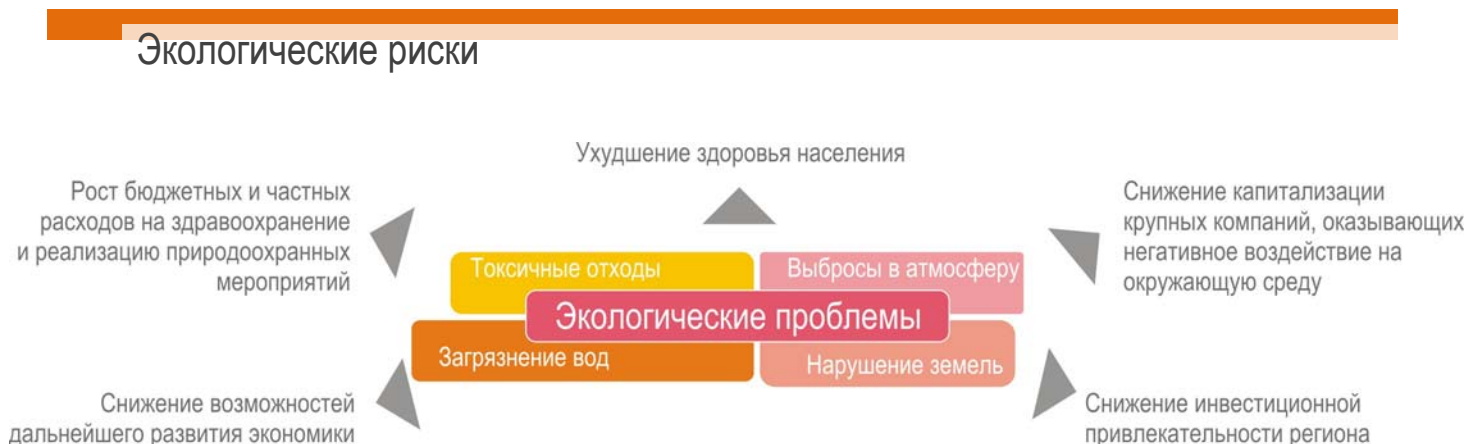 Экологические риски
Ухудшение здоровья населения
Рост бюджетных и частных
расходов на здравоохранение
и реализацию природоохранных
мероприятий
Снижение капитализации
крупных компаний, оказывающих
негативное воздействие на
окружающую среду
Токсичные отходы
Выбросы в атмосферу
Экологические проблемы
Загрязнение вод
Нарушение земель
Снижение возможностей
дальнейшего развития экономики
Снижение инвестиционной
привлекательности региона